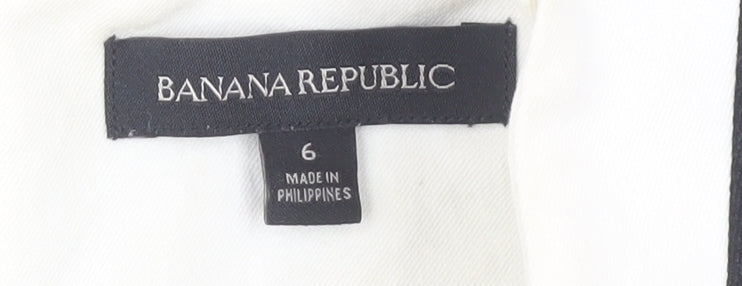 BANANA REPUBLIC
6
MADE IN
PHILIPPINES